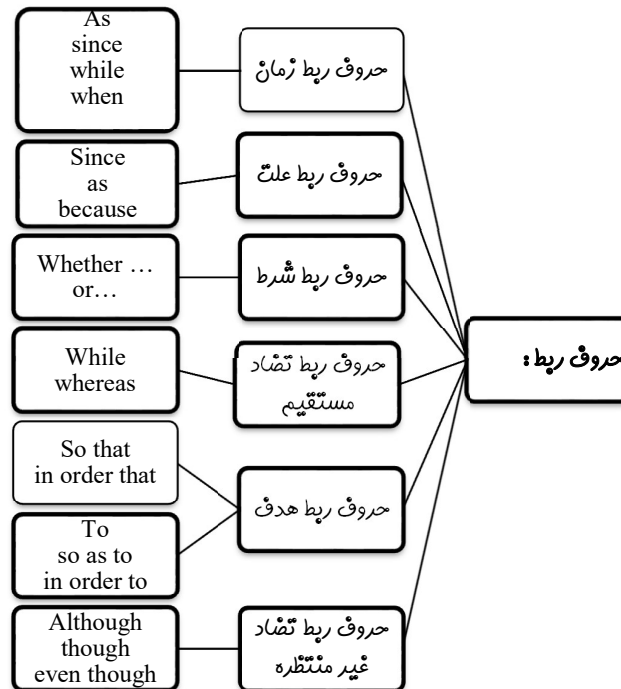 حروف ربط :
حروف ربط زمان
As
since
while
when
حروف ربط علت
Since
as
because
حروف ربط شرط
Whether …
or…
حروف ربط تضاد
مستقیم
While
whereas
حروف ربط هدف
So that
in order that
To
so as to
in order to
حروف ربط تضاد
غیر منتظره
Although
though
even though